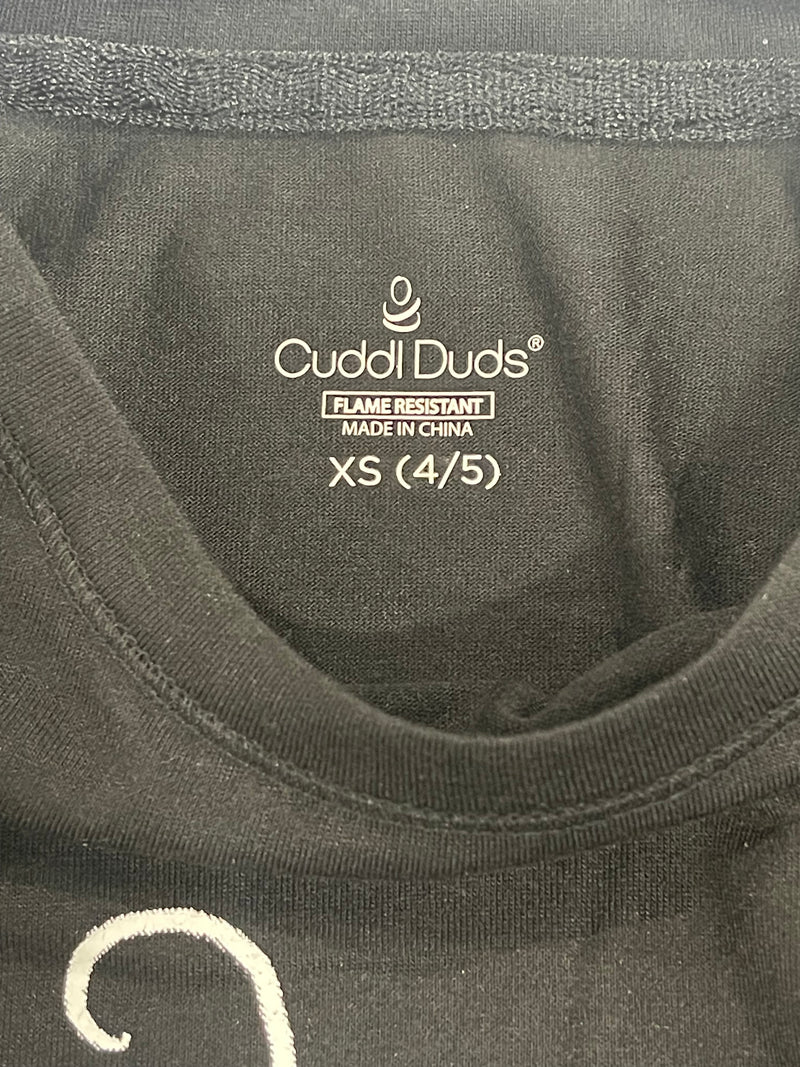 Cuddl Duds®
FLAME RESISTANT
MADE IN CHINA
XS (4/5)